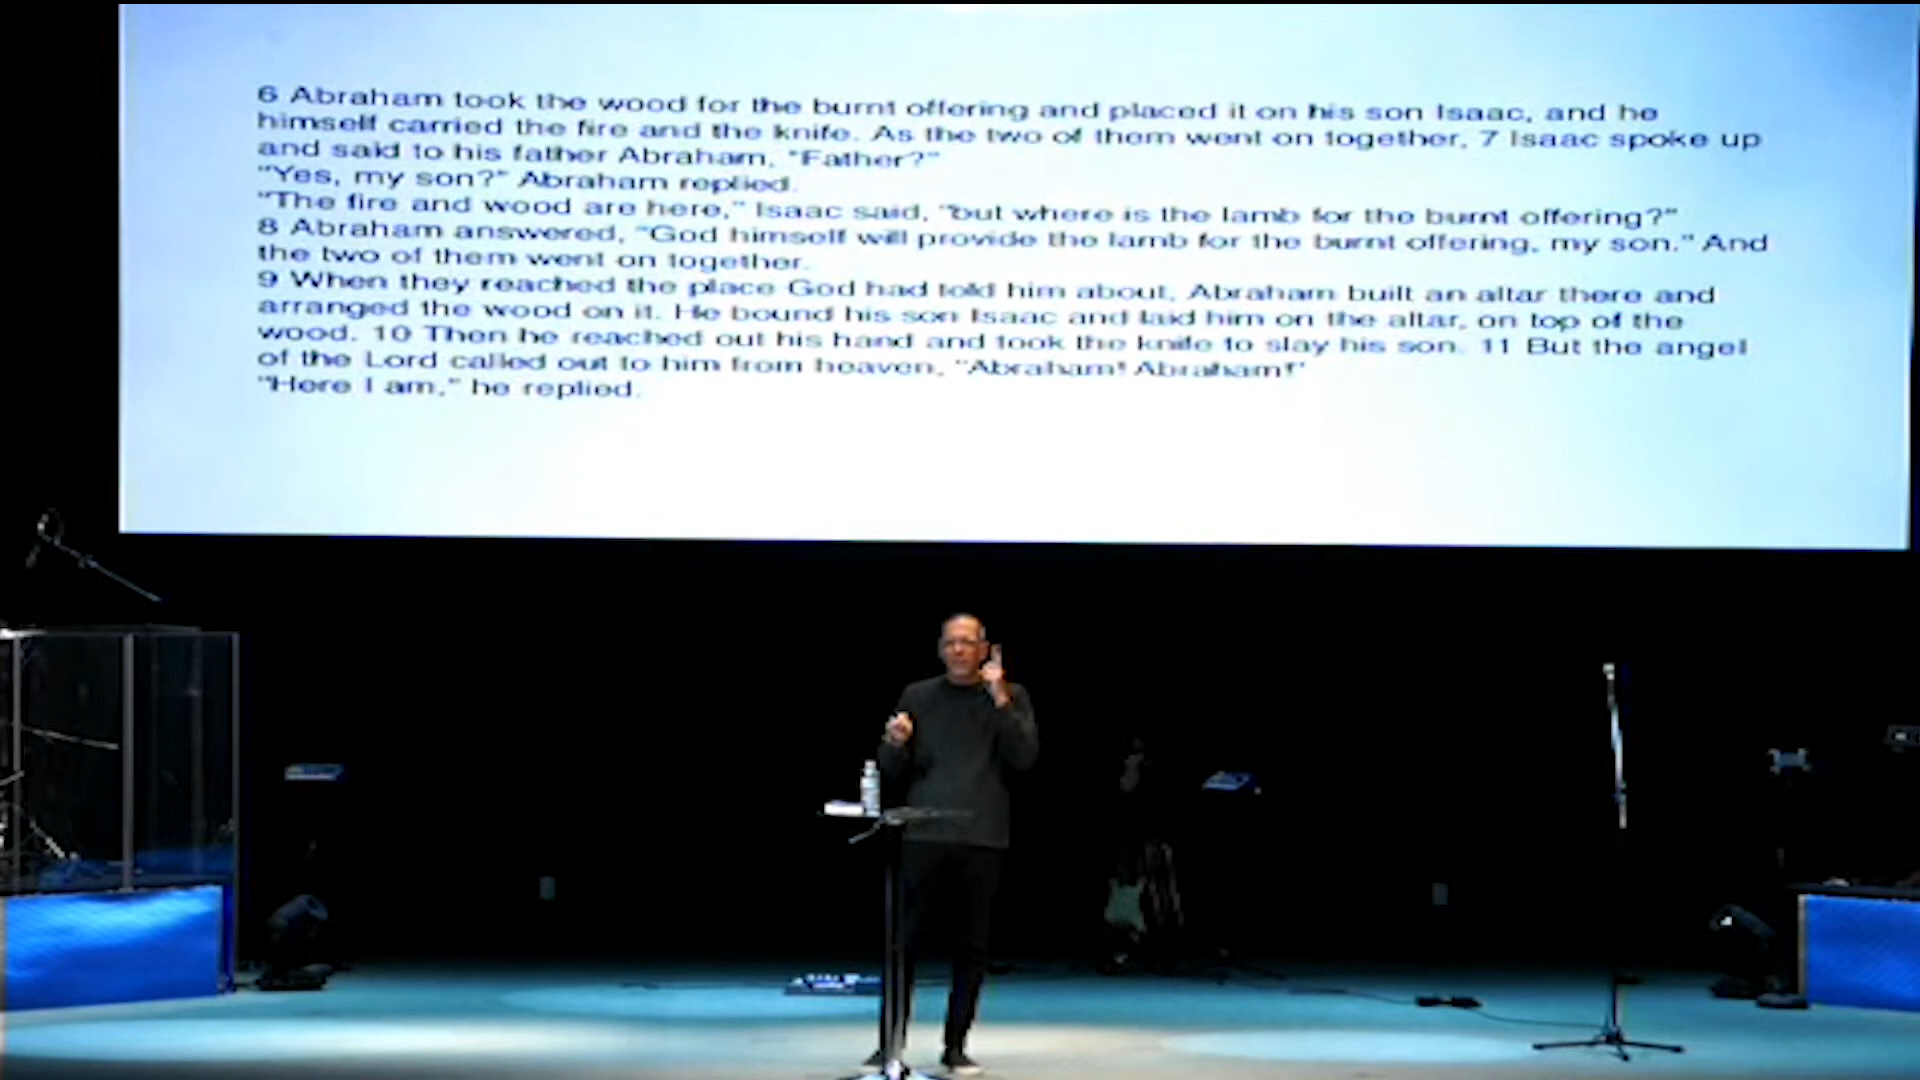 6 Abraham took the wood for the burnt offering and placed it on his son Isaac, and he
himself carried the fire and the knife. As the two of them went on together, 7 Isaac spoke up
and said to his father Abraham, "Father?"
"Yes, my son?" Abraham replied.
"The fire and wood are here," Isaac said, "but where is the lamb for the burnt offering?"
8 Abraham answered, "God himself will provide the lamb for the burnt offering, my son." And
the two of them went on together.
9 When they reached the place God had told him about, Abraham built an altar there and
arranged the wood on it. He bound his son Isaac and laid him on the altar, on top of the
wood. 10 Then he reached out his hand and took the knife to slay his son. 11 But the angel
of the Lord called out to him from heaven, "Abraham! Abraham!"
"Here I am," he replied.